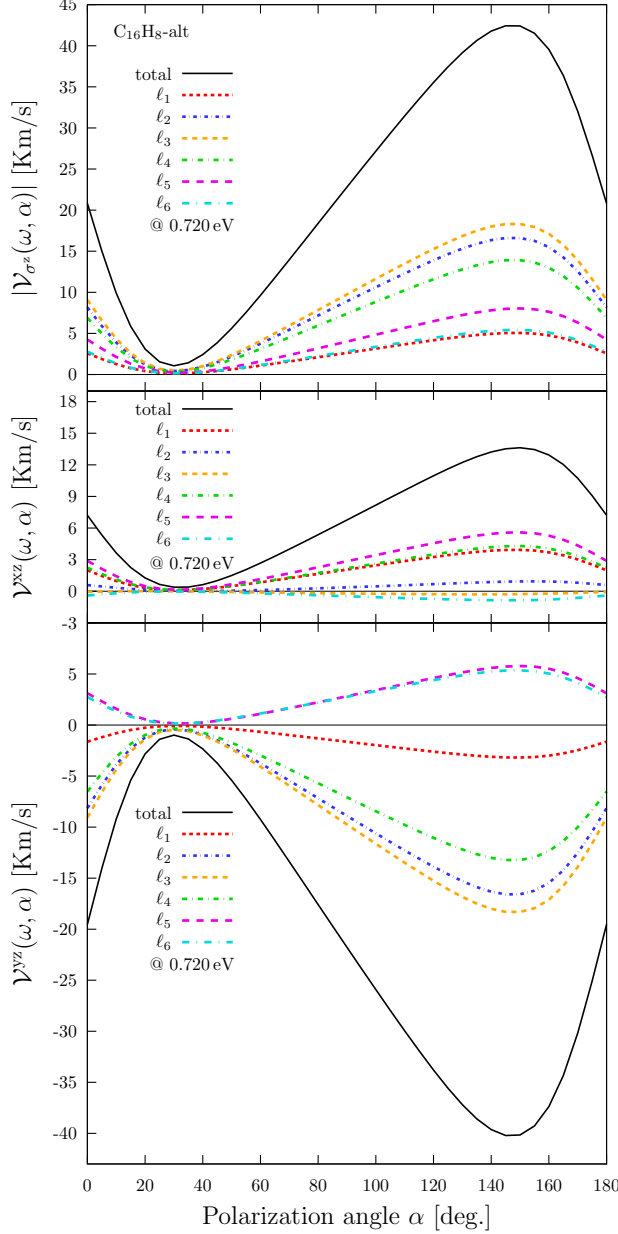 C₁₆H₈-alt
|𝒱_{σ^z}(ω, α)| [Km/s]
45
40
35
30
25
20
15
10
5
0
total
ℓ₁
ℓ₂
ℓ₃
ℓ₄
ℓ₅
ℓ₆
@ 0.720 eV
𝒱^{xz}(ω, α) [Km/s]
18
15
12
9
6
3
0
-3
total
ℓ₁
ℓ₂
ℓ₃
ℓ₄
ℓ₅
ℓ₆
@ 0.720 eV
𝒱^{yz}(ω, α) [Km/s]
5
0
-5
-10
-15
-20
-25
-30
-35
-40
total
ℓ₁
ℓ₂
ℓ₃
ℓ₄
ℓ₅
ℓ₆
@ 0.720 eV
0 20 40 60 80 100 120 140 160 180
Polarization angle α [deg.]